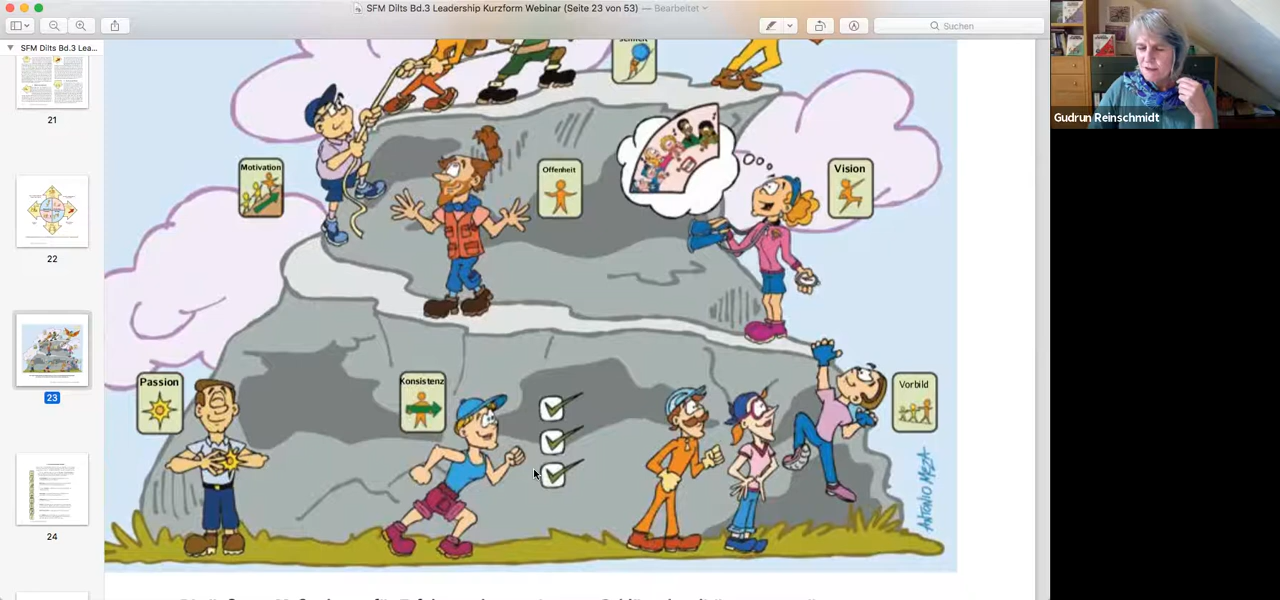 SFM Dilts Bd.3 Leadership Kurzform Webinar (Seite 23 von 53) — Bearbeitet
Suchen
SFM Dilts Bd.3 Lea...
21
22
23
24
Motivation
Offenheit
Vision
Passion
Konsistenz
Vorbild
ANTONIO MEZA
Gudrun Reinschmidt